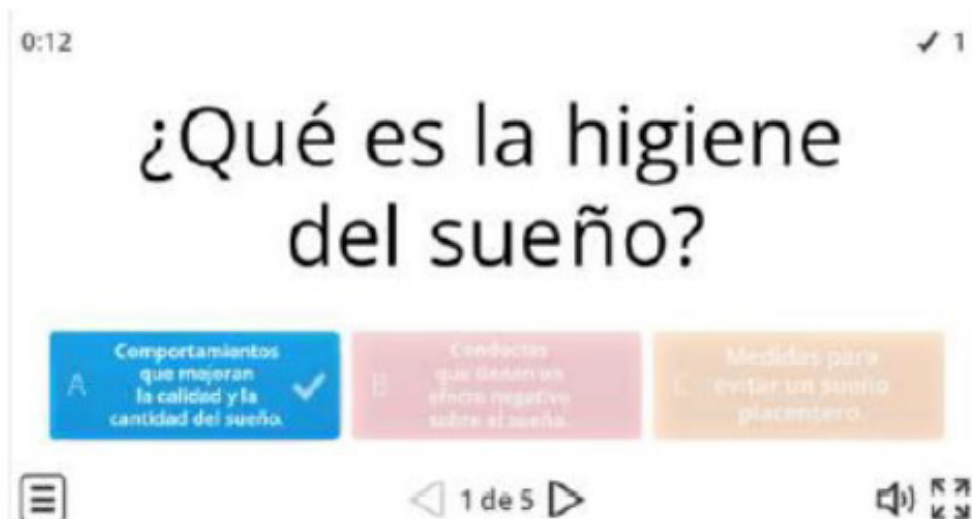 0:12
✓ 1
¿Qué es la higiene
del sueño?
A
Comportamientos
que mejoran
la calidad y la
cantidad del sueño.
B
Conductas
que tienen un
efecto negativo
sobre el sueño.
C
Medidas para
evitar un sueño
placentero.
1 de 5